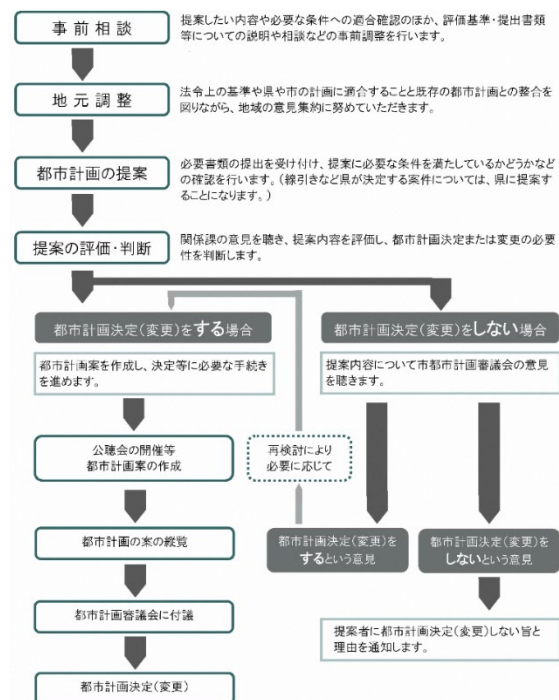 事前相談
提案したい内容や必要な条件への適合確認のほか、評価基準・提出書類
等についての説明や相談などの事前調整を行います。
地元調整
法令上の基準や県や市の計画に適合することと既存の都市計画との整合を
図りながら、地域の意見集約に努めていただきます。
都市計画の提案
必要書類の提出を受け付け、提案に必要な条件を満たしているかどうかなど
の確認を行います。（線引きなど県が決定する案件については、県に提案す
ることになります。）
提案の評価・判断
関係課の意見を聴き、提案内容を評価し、都市計画決定または変更の必要
性を判断します。
都市計画決定（変更）をする場合
都市計画案を作成し、決定等に必要な手続き
を進めます。
公聴会の開催等
都市計画案の作成
都市計画の案の縦覧
都市計画審議会に付議
都市計画決定（変更）
都市計画決定（変更）をしない場合
提案内容について市都市計画審議会の意見
を聴きます。
再検討により
必要に応じて
都市計画決定（変更）を
するという意見
都市計画決定（変更）を
しないという意見
提案者に都市計画決定（変更）しない旨と
理由を通知します。